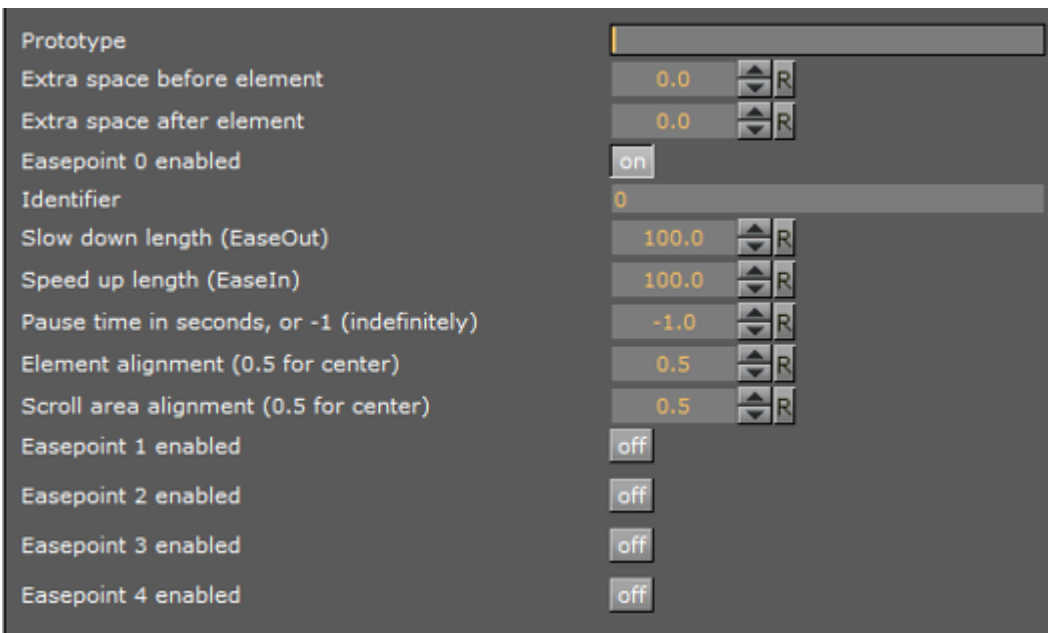 Prototype
Extra space before element 0.0 R
Extra space after element 0.0 R
Easepoint 0 enabled on
Identifier 0
Slow down length (EaseOut) 100.0 R
Speed up length (EaseIn) 100.0 R
Pause time in seconds, or -1 (indefinitely) -1.0 R
Element alignment (0.5 for center) 0.5 R
Scroll area alignment (0.5 for center) 0.5 R
Easepoint 1 enabled off
Easepoint 2 enabled off
Easepoint 3 enabled off
Easepoint 4 enabled off